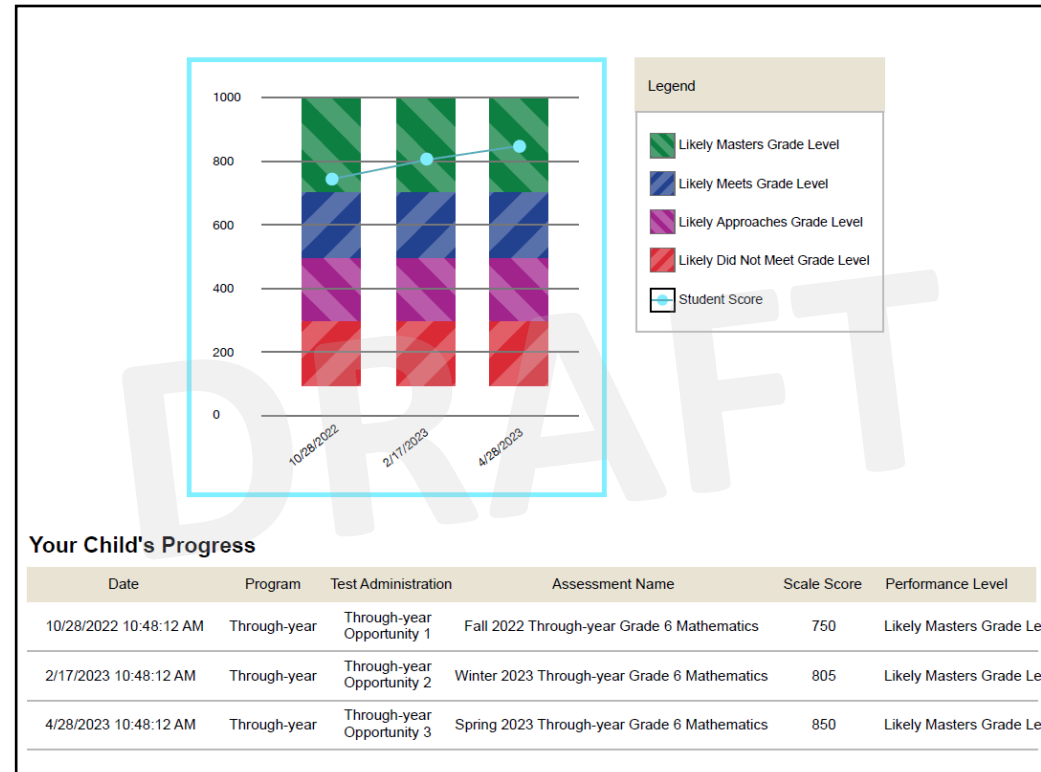 1000
800
600
400
200
0
10/28/2022
2/17/2023
4/28/2023
Legend
Likely Masters Grade Level
Likely Meets Grade Level
Likely Approaches Grade Level
Likely Did Not Meet Grade Level
Student Score
DRAFT
Your Child's Progress
Date Program Test Administration Assessment Name Scale Score Performance Level
10/28/2022 10:48:12 AM Through-year Through-year Opportunity 1 Fall 2022 Through-year Grade 6 Mathematics 750 Likely Masters Grade Le
2/17/2023 10:48:12 AM Through-year Through-year Opportunity 2 Winter 2023 Through-year Grade 6 Mathematics 805 Likely Masters Grade Le
4/28/2023 10:48:12 AM Through-year Through-year Opportunity 3 Spring 2023 Through-year Grade 6 Mathematics 850 Likely Masters Grade Le